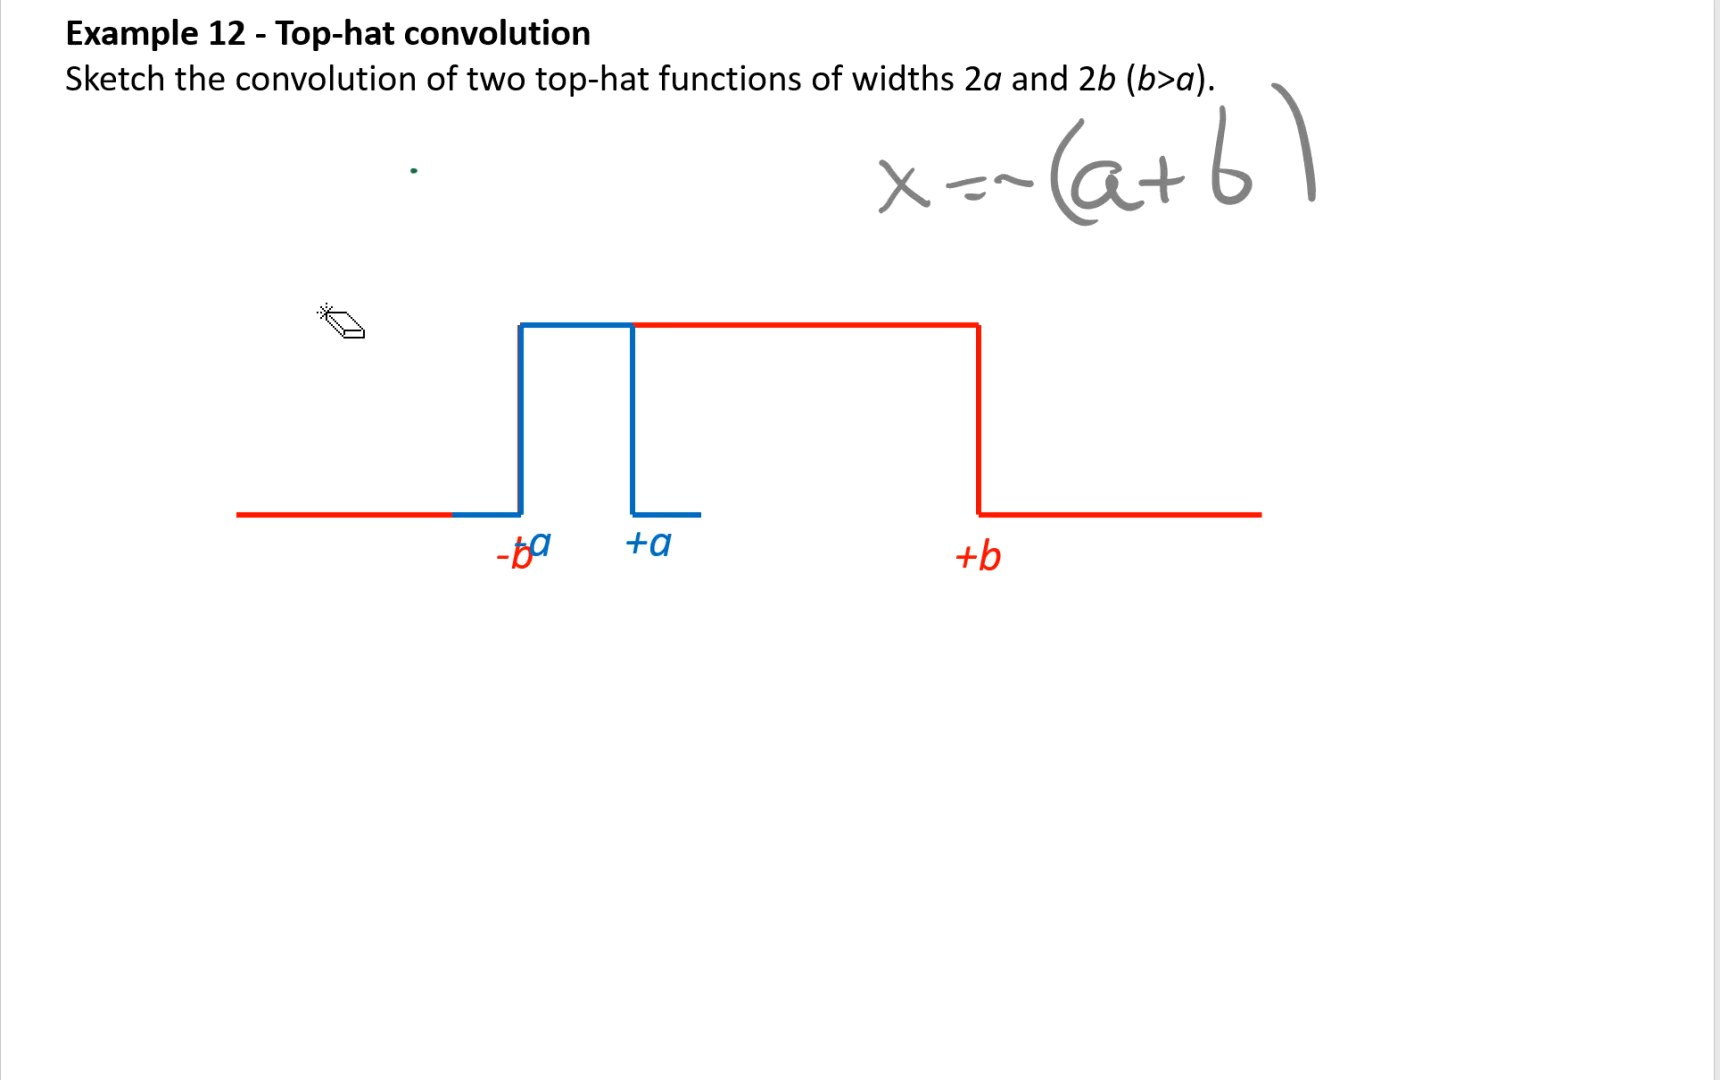 Example 12 - Top-hat convolution
Sketch the convolution of two top-hat functions of widths 2a and 2b (b>a).
x = -(a+b)
-b -a +a +b